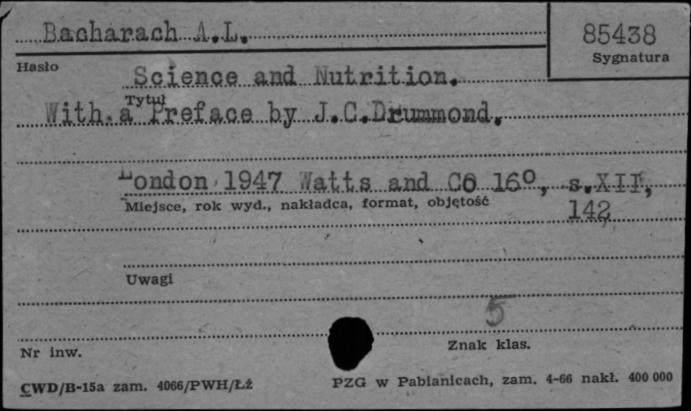 Bacharach A.L.
85438
Hasło
Sygnatura
Science and Nutrition.
Tytuł
With a Preface by J.C.Drummond.
London 1947 Watts and CO 16°, s.XII,
Miejsce, rok wyd., nakładca, format, objętość
142
Uwagi
5
Nr inw.
Znak klas.
CWD/B-15a zam. 4066/PWH/Łż
PZG w Pabianicach, zam. 4-66 nakł. 400 000